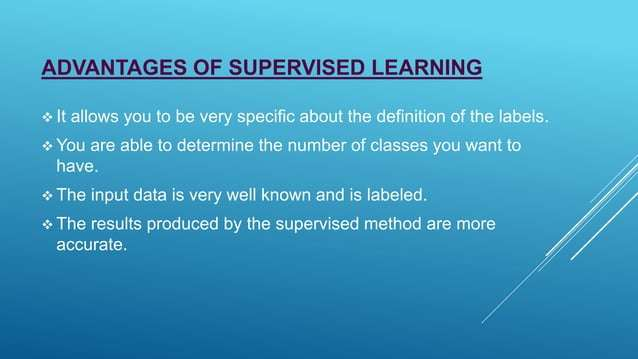 ADVANTAGES OF SUPERVISED LEARNING
❖ It allows you to be very specific about the definition of the labels.
❖ You are able to determine the number of classes you want to
have.
❖ The input data is very well known and is labeled.
❖ The results produced by the supervised method are more
accurate.